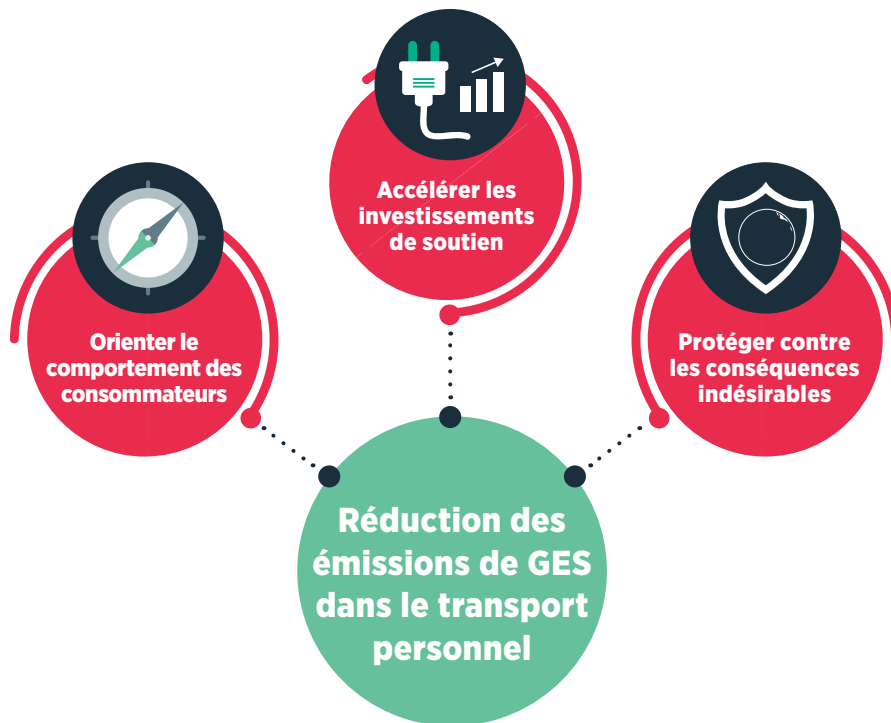 Accélérer les
investissements
de soutien
Orienter le
comportement des
consommateurs
Protéger contre
les conséquences
indésirables
Réduction des
émissions de GES
dans le transport
personnel